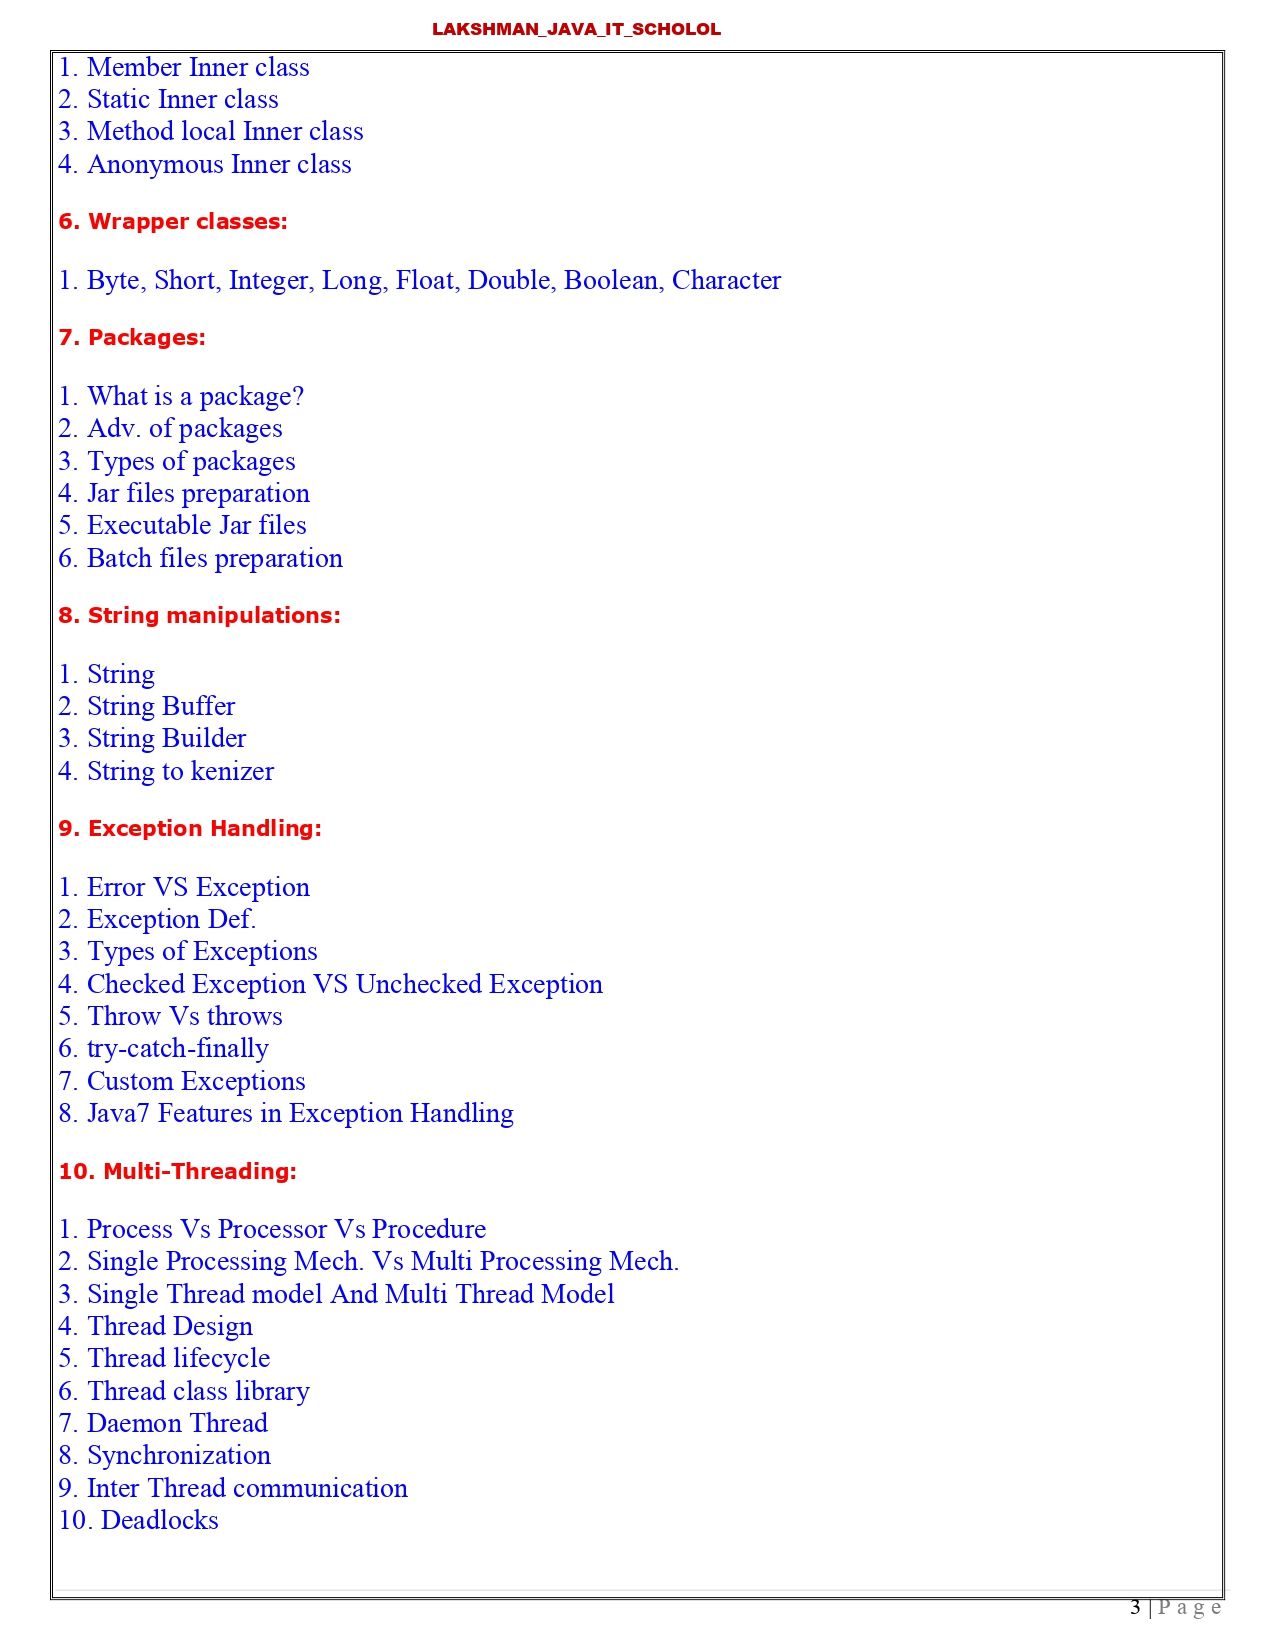 LAKSHMAN_JAVA_IT_SCHOLOL
1. Member Inner class
2. Static Inner class
3. Method local Inner class
4. Anonymous Inner class
6. Wrapper classes:
1. Byte, Short, Integer, Long, Float, Double, Boolean, Character
7. Packages:
1. What is a package?
2. Adv. of packages
3. Types of packages
4. Jar files preparation
5. Executable Jar files
6. Batch files preparation
8. String manipulations:
1. String
2. String Buffer
3. String Builder
4. String to kenizer
9. Exception Handling:
1. Error VS Exception
2. Exception Def.
3. Types of Exceptions
4. Checked Exception VS Unchecked Exception
5. Throw Vs throws
6. try-catch-finally
7. Custom Exceptions
8. Java7 Features in Exception Handling
10. Multi-Threading:
1. Process Vs Processor Vs Procedure
2. Single Processing Mech. Vs Multi Processing Mech.
3. Single Thread model And Multi Thread Model
4. Thread Design
5. Thread lifecycle
6. Thread class library
7. Daemon Thread
8. Synchronization
9. Inter Thread communication
10. Deadlocks
3 | P a g e